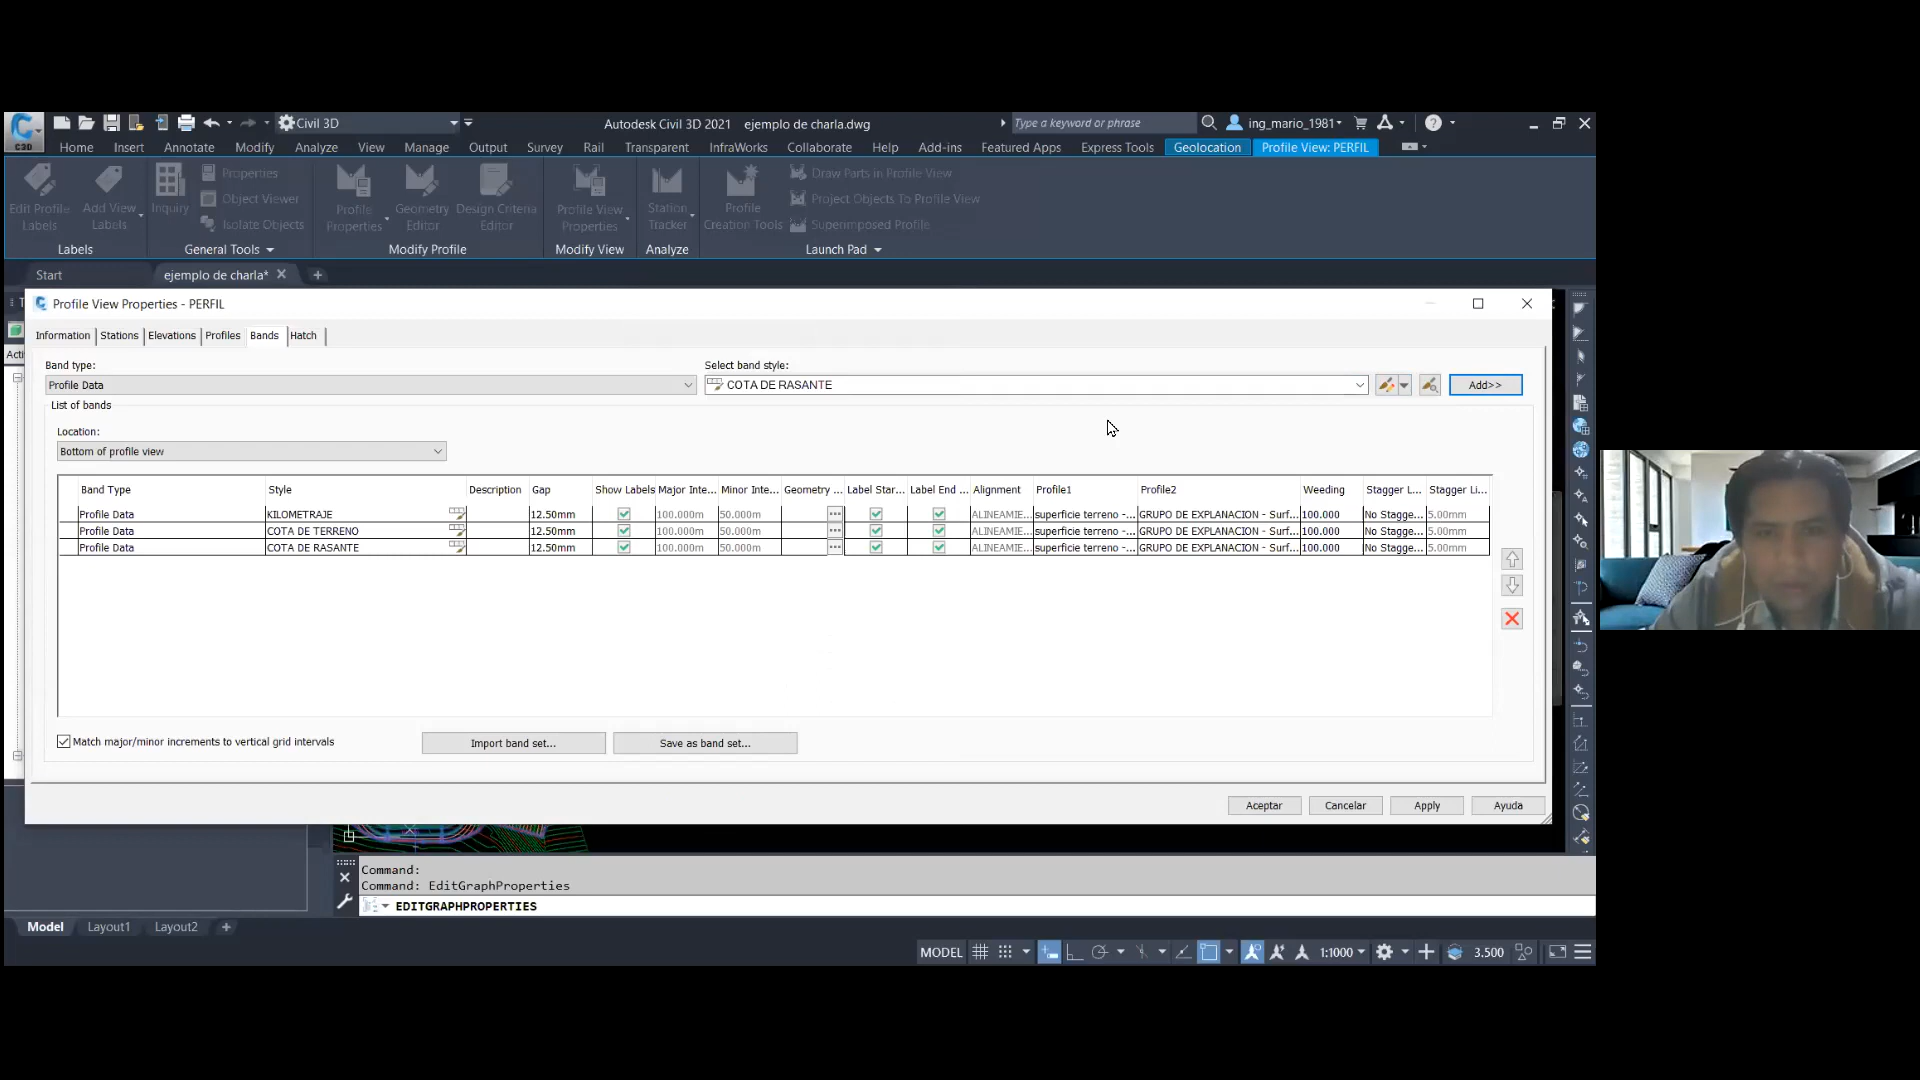 Civil 3D
Autodesk Civil 3D 2021 ejemplo de charla.dwg
Type a keyword or phrase
ing_mario_1981
C3D
Home Insert Annotate Modify Analyze View Manage Output Survey Rail Transparent InfraWorks Collaborate Help Add-ins Featured Apps Express Tools Geolocation Profile View: PERFIL
Edit Profile Labels
Add View Labels
Inquiry
Properties
Object Viewer
Isolate Objects
Profile Properties
Geometry Editor
Design Criteria Editor
Profile View Properties
Station Tracker
Profile Creation Tools
Draw Parts in Profile View
Project Objects To Profile View
Superimposed Profile
Labels General Tools Modify Profile Modify View Analyze Launch Pad
Start ejemplo de charla*
Profile View Properties - PERFIL
Information Stations Elevations Profiles Bands Hatch
Band type: Select band style:
Profile Data COTA DE RASANTE Add>>
List of bands
Location:
Bottom of profile view
Band Type Style Description Gap Show Labels Major Inte... Minor Inte... Geometry ... Label Star... Label End ... Alignment Profile1 Profile2 Weeding Stagger L... Stagger Li...
Profile Data KILOMETRAJE 12.50mm 100.000m 50.000m ... ALINEAMIE... superficie terreno -... GRUPO DE EXPLANACION - Surf... 100.000 No Stagge... 5.00mm
Profile Data COTA DE TERRENO 12.50mm 100.000m 50.000m ... ALINEAMIE... superficie terreno -... GRUPO DE EXPLANACION - Surf... 100.000 No Stagge... 5.00mm
Profile Data COTA DE RASANTE 12.50mm 100.000m 50.000m ... ALINEAMIE... superficie terreno -... GRUPO DE EXPLANACION - Surf... 100.000 No Stagge... 5.00mm
Match major/minor increments to vertical grid intervals Import band set... Save as band set...
Aceptar Cancelar Apply Ayuda
Command:
Command: EditGraphProperties
EDITGRAPHPROPERTIES
Model Layout1 Layout2
MODEL 1:1000 3.500